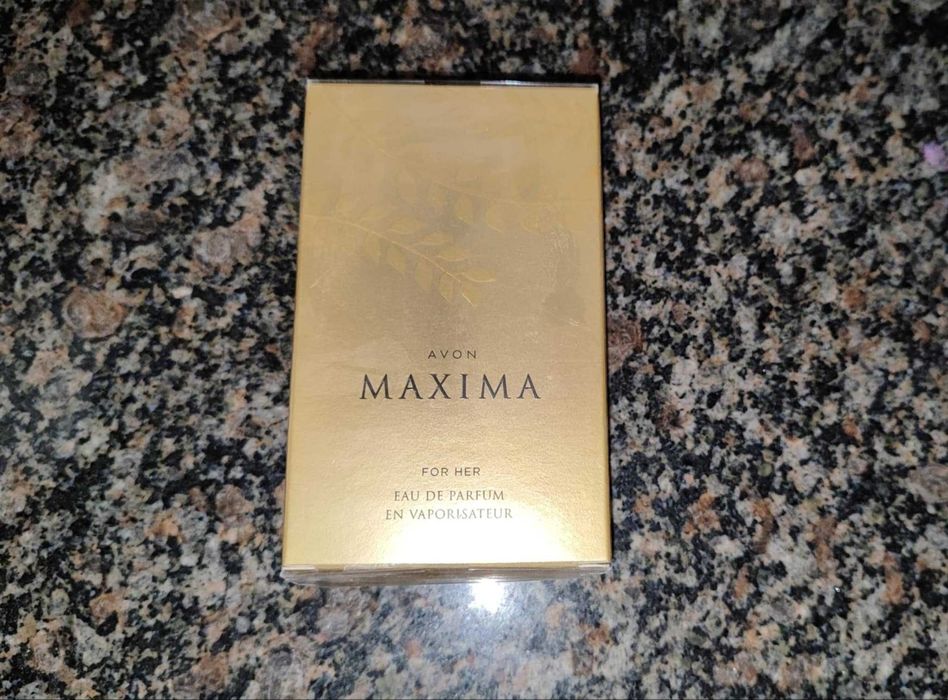 AVON
MAXIMA
FOR HER
EAU DE PARFUM
EN VAPORISATEUR